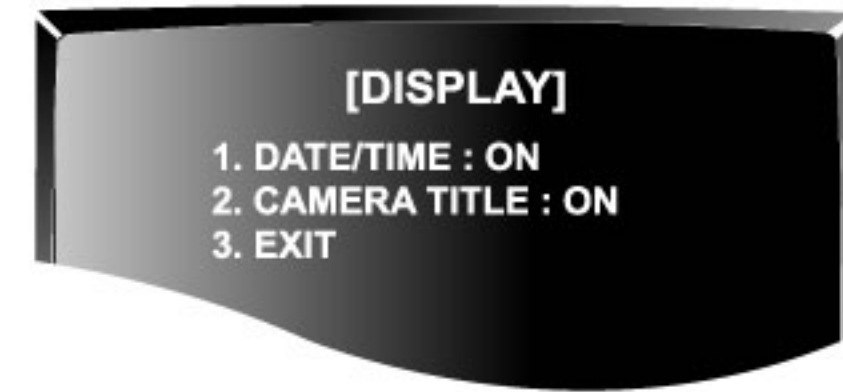 [DISPLAY]
1. DATE/TIME : ON
2. CAMERA TITLE : ON
3. EXIT